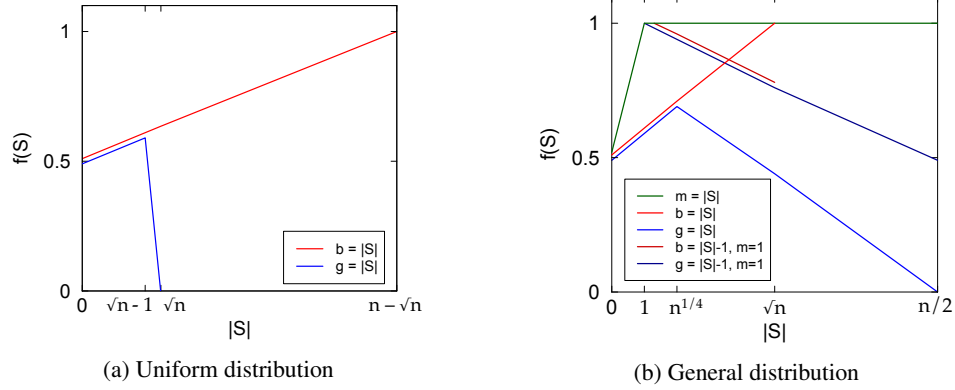 1
0.5
0
f(S)
b = |S|
g = |S|
0 √n - 1 √n n − √n
|S|
(a) Uniform distribution
1
0.5
0
f(S)
m = |S|
b = |S|
g = |S|
b = |S|-1, m=1
g = |S|-1, m=1
0 1 n^{1/4} √n n/2
|S|
(b) General distribution